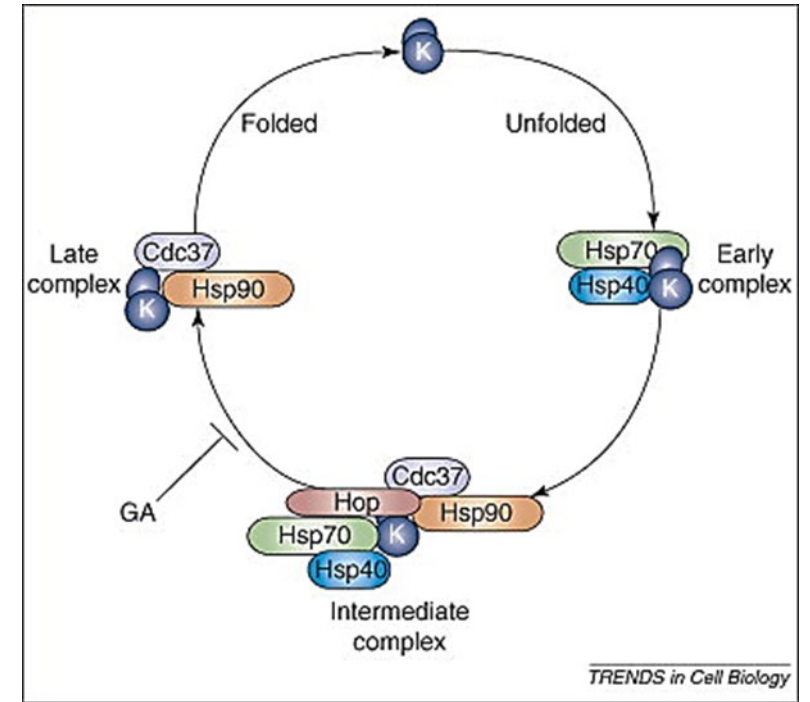 K
Folded
Unfolded
Late
complex
Cdc37
Hsp90
K
Hsp70
Hsp40
K
Early
complex
GA
Cdc37
Hop
Hsp90
Hsp70
K
Hsp40
Intermediate
complex
TRENDS in Cell Biology